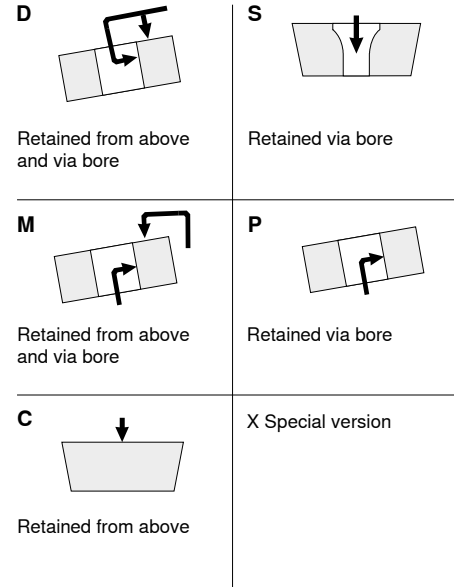 D
Retained from above
and via bore
S
Retained via bore
M
Retained from above
and via bore
P
Retained via bore
C
Retained from above
X Special version